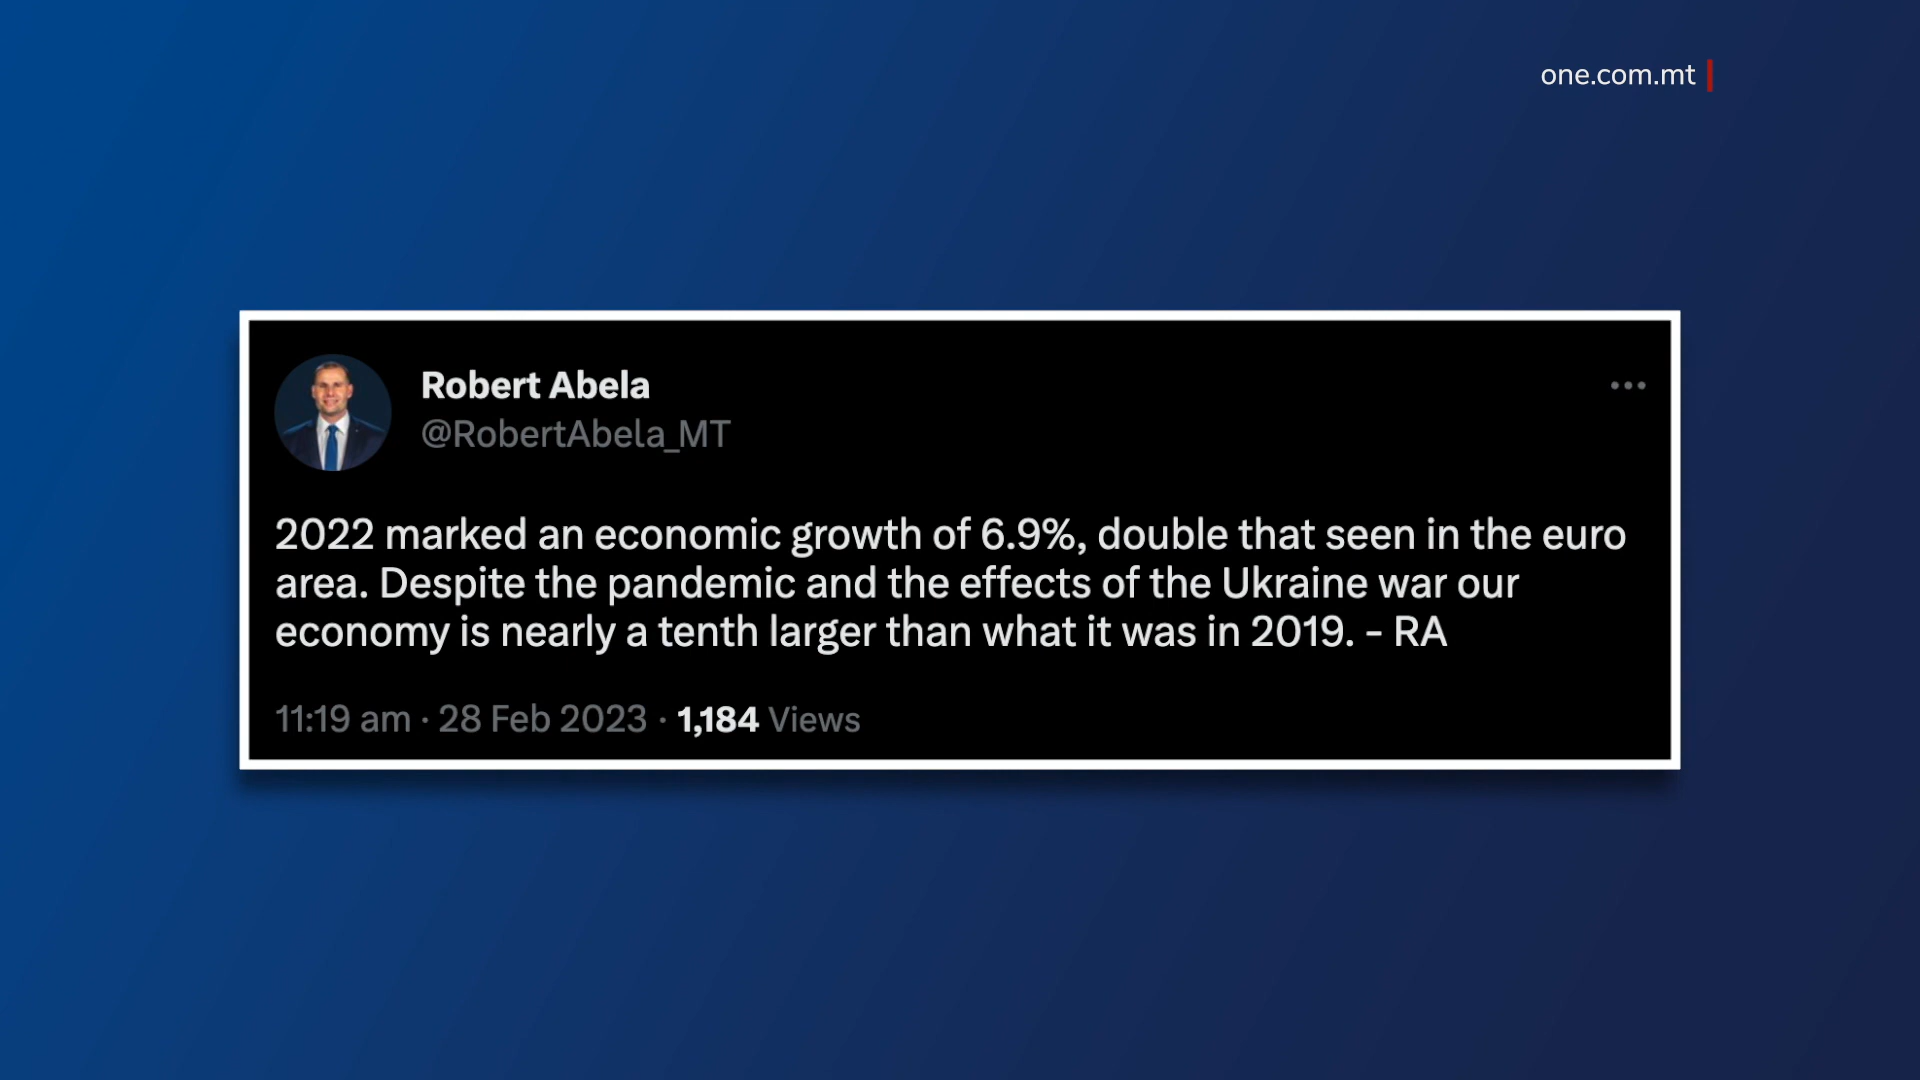 one.com.mt
Robert Abela
@RobertAbela_MT
2022 marked an economic growth of 6.9%, double that seen in the euro
area. Despite the pandemic and the effects of the Ukraine war our
economy is nearly a tenth larger than what it was in 2019. - RA
11:19 am · 28 Feb 2023 · 1,184 Views